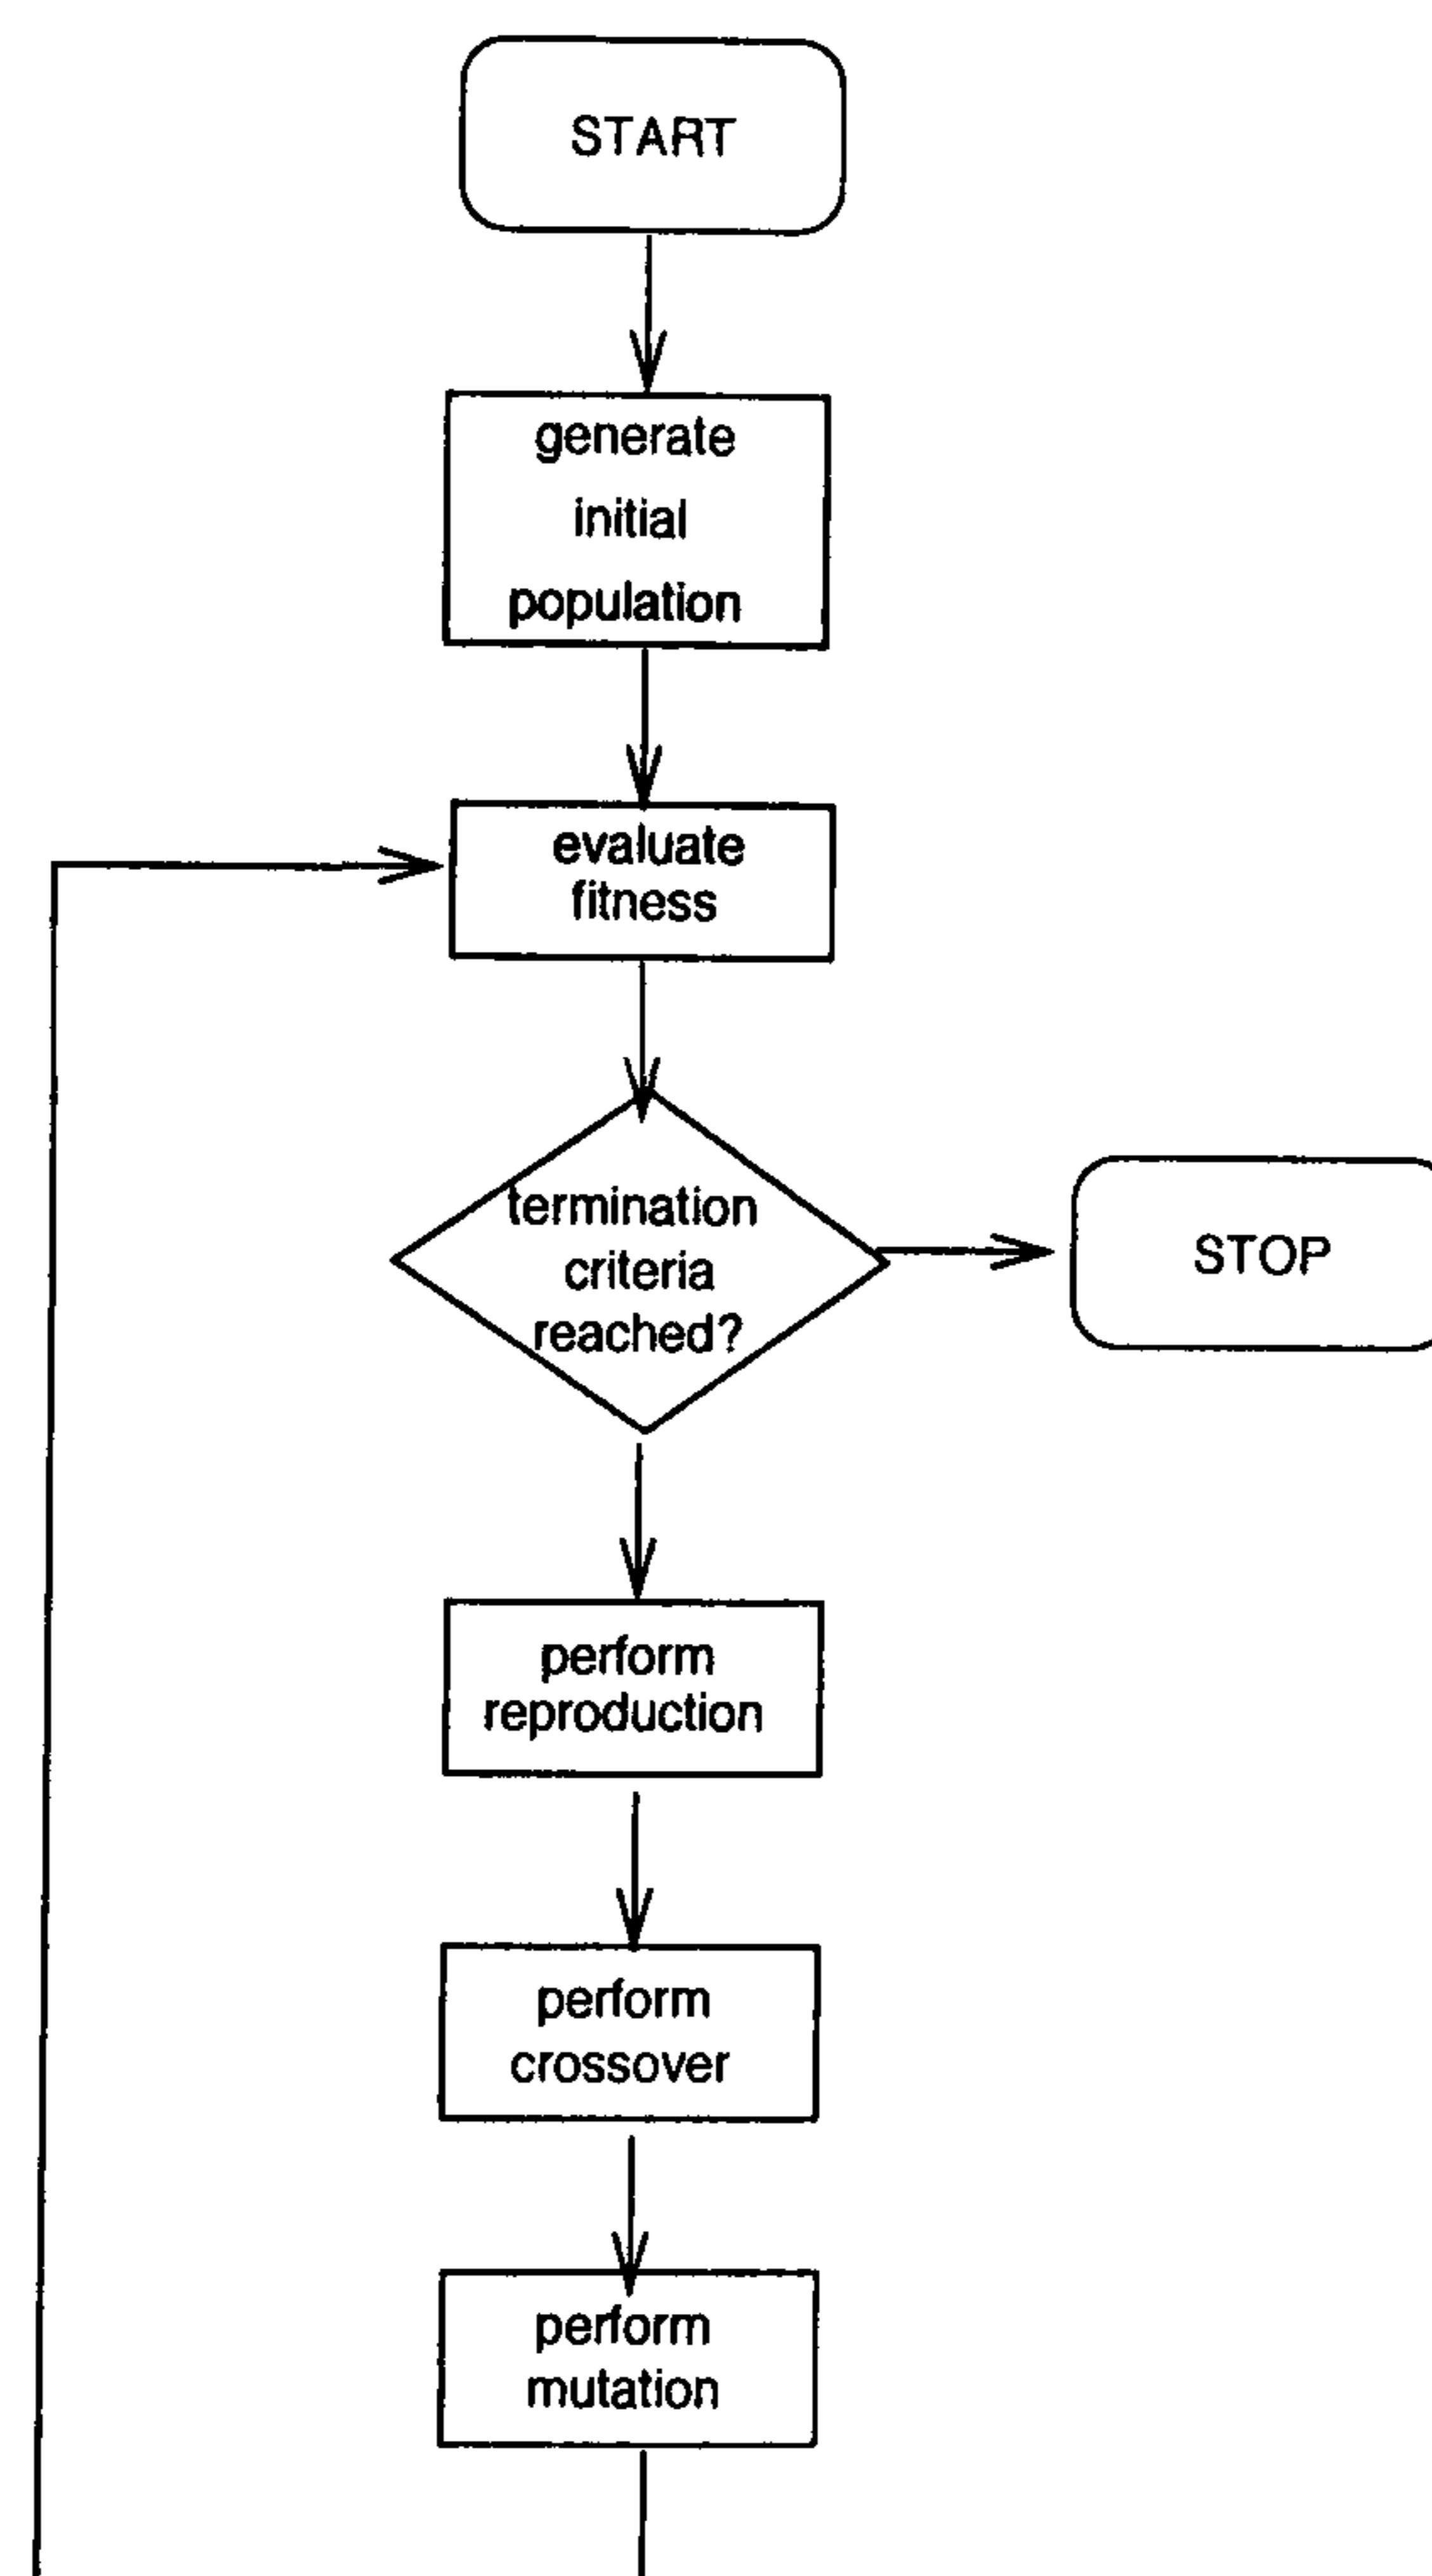 START
generate
initial
population
evaluate
fitness
termination
criteria
reached?
STOP
perform
reproduction
perform
crossover
perform
mutation